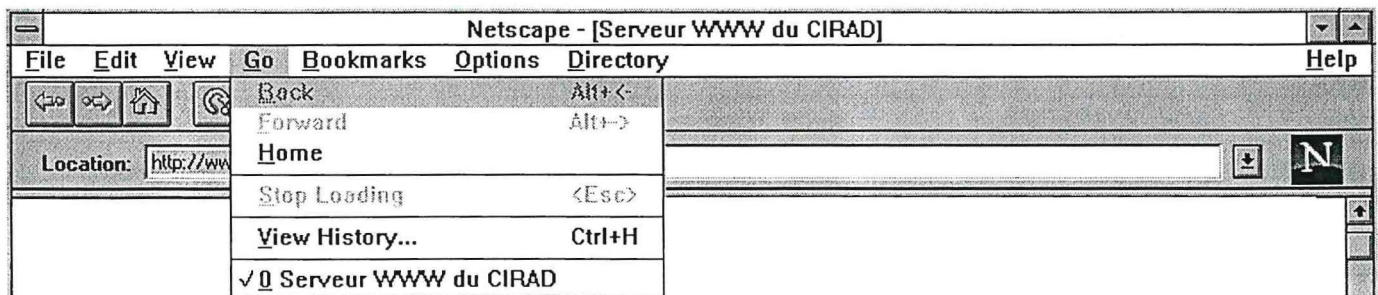 Netscape - [Serveur WWW du CIRAD]
File Edit View Go Bookmarks Options Directory Help
Back Alt+<-
Forward Alt+->
Home
Location: http://ww
N
Stop Loading <Esc>
View History... Ctrl+H
✓ 0 Serveur WWW du CIRAD